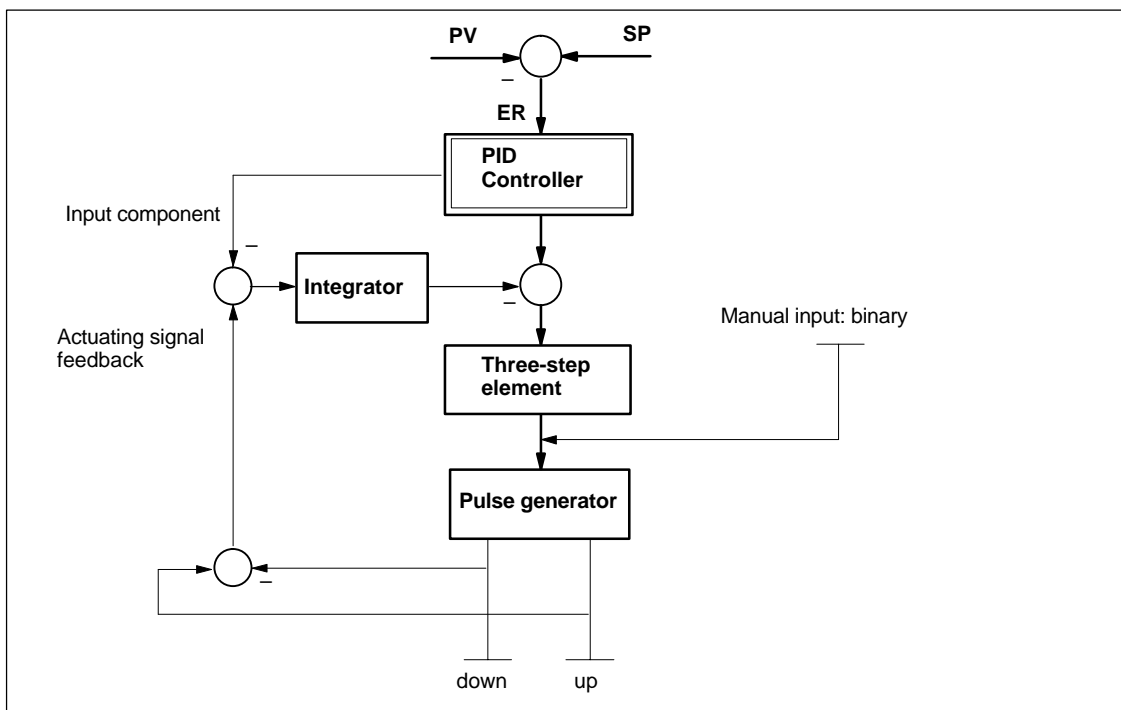 PV
SP
–
ER
PID
Controller
Input component
–
Integrator
–
Manual input: binary
Actuating signal
feedback
Three-step
element
Pulse generator
–
down
up